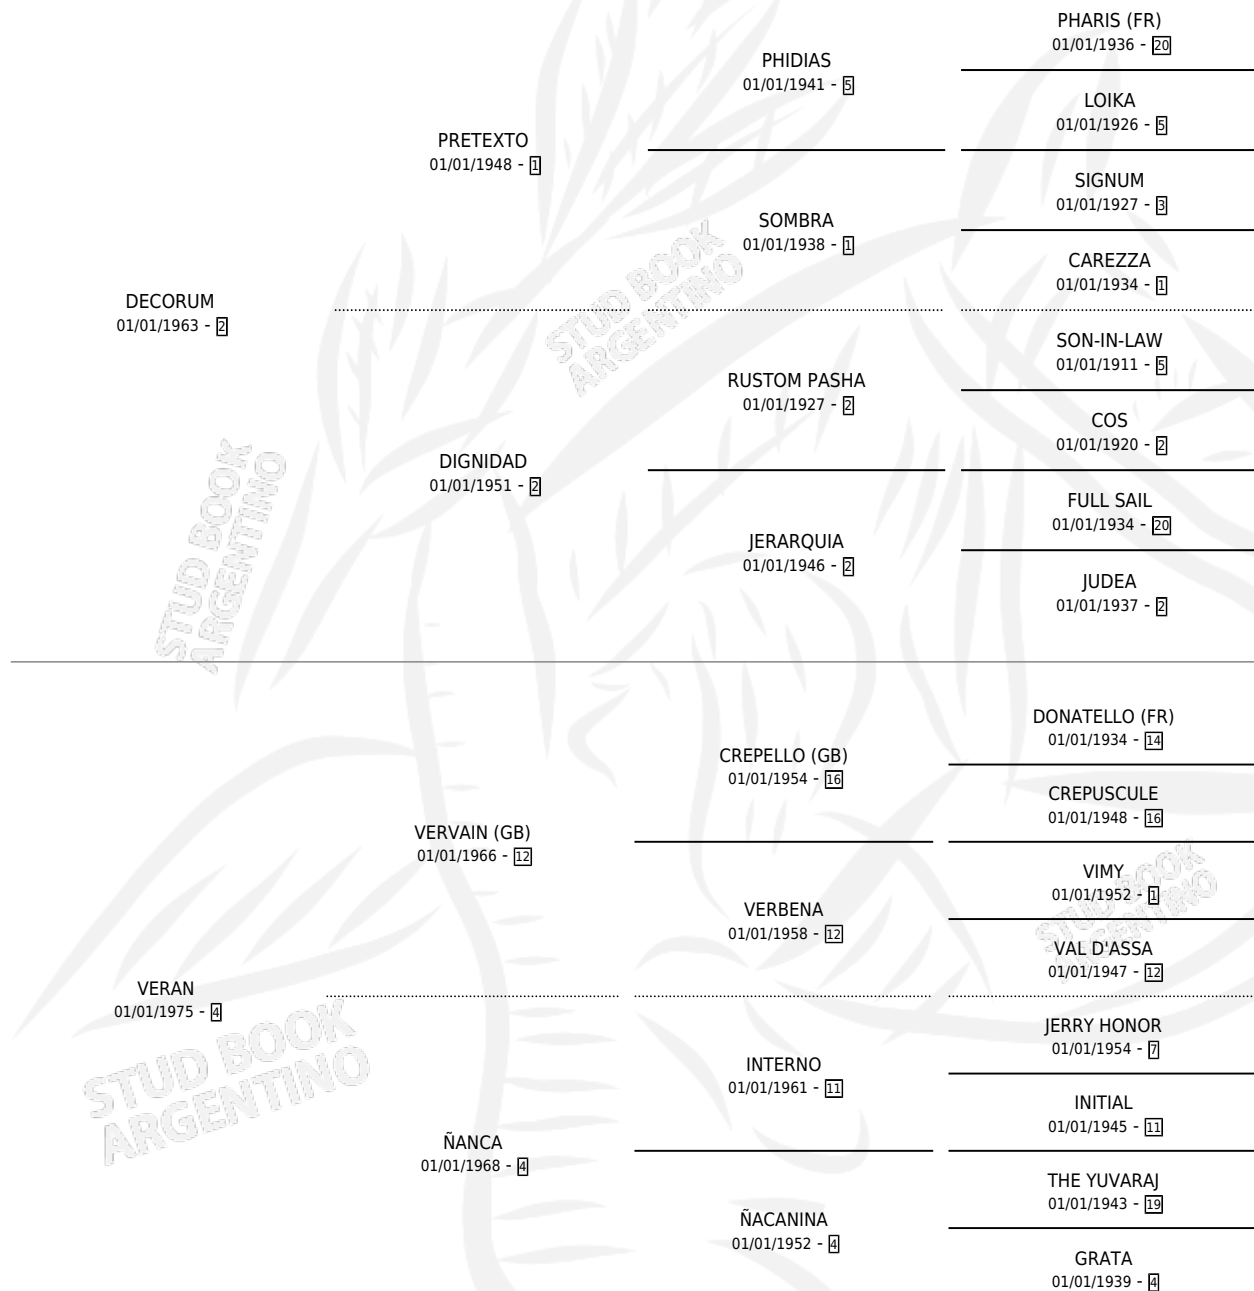 PHARIS (FR)
01/01/1936 - 20
PHIDIAS
01/01/1941 - 5
LOIKA
01/01/1926 - 5
PRETEXTO
01/01/1948 - 1
SIGNUM
01/01/1927 - 3
SOMBRA
01/01/1938 - 1
CAREZZA
01/01/1934 - 1
DECORUM
01/01/1963 - 2
STUD BOOK
ARGENTINO
SON-IN-LAW
01/01/1911 - 5
RUSTOM PASHA
01/01/1927 - 2
COS
01/01/1920 - 2
DIGNIDAD
01/01/1951 - 2
FULL SAIL
01/01/1934 - 20
JERARQUIA
01/01/1946 - 2
JUDEA
01/01/1937 - 2
STUD BOOK
ARGENTINO
DONATELLO (FR)
01/01/1934 - 14
CREPELLO (GB)
01/01/1954 - 16
CREPUSCULE
01/01/1948 - 16
VERVAIN (GB)
01/01/1966 - 12
VIMY
01/01/1952 - 1
VERBENA
01/01/1958 - 12
VAL D'ASSA
01/01/1947 - 12
STUD BOOK
ARGENTINO
VERAN
01/01/1975 - 4
JERRY HONOR
01/01/1954 - 7
INTERNO
01/01/1961 - 11
INITIAL
01/01/1945 - 11
STUD BOOK
ARGENTINO
ÑANCA
01/01/1968 - 4
THE YUVARAJ
01/01/1943 - 19
ÑACANINA
01/01/1952 - 4
GRATA
01/01/1939 - 4